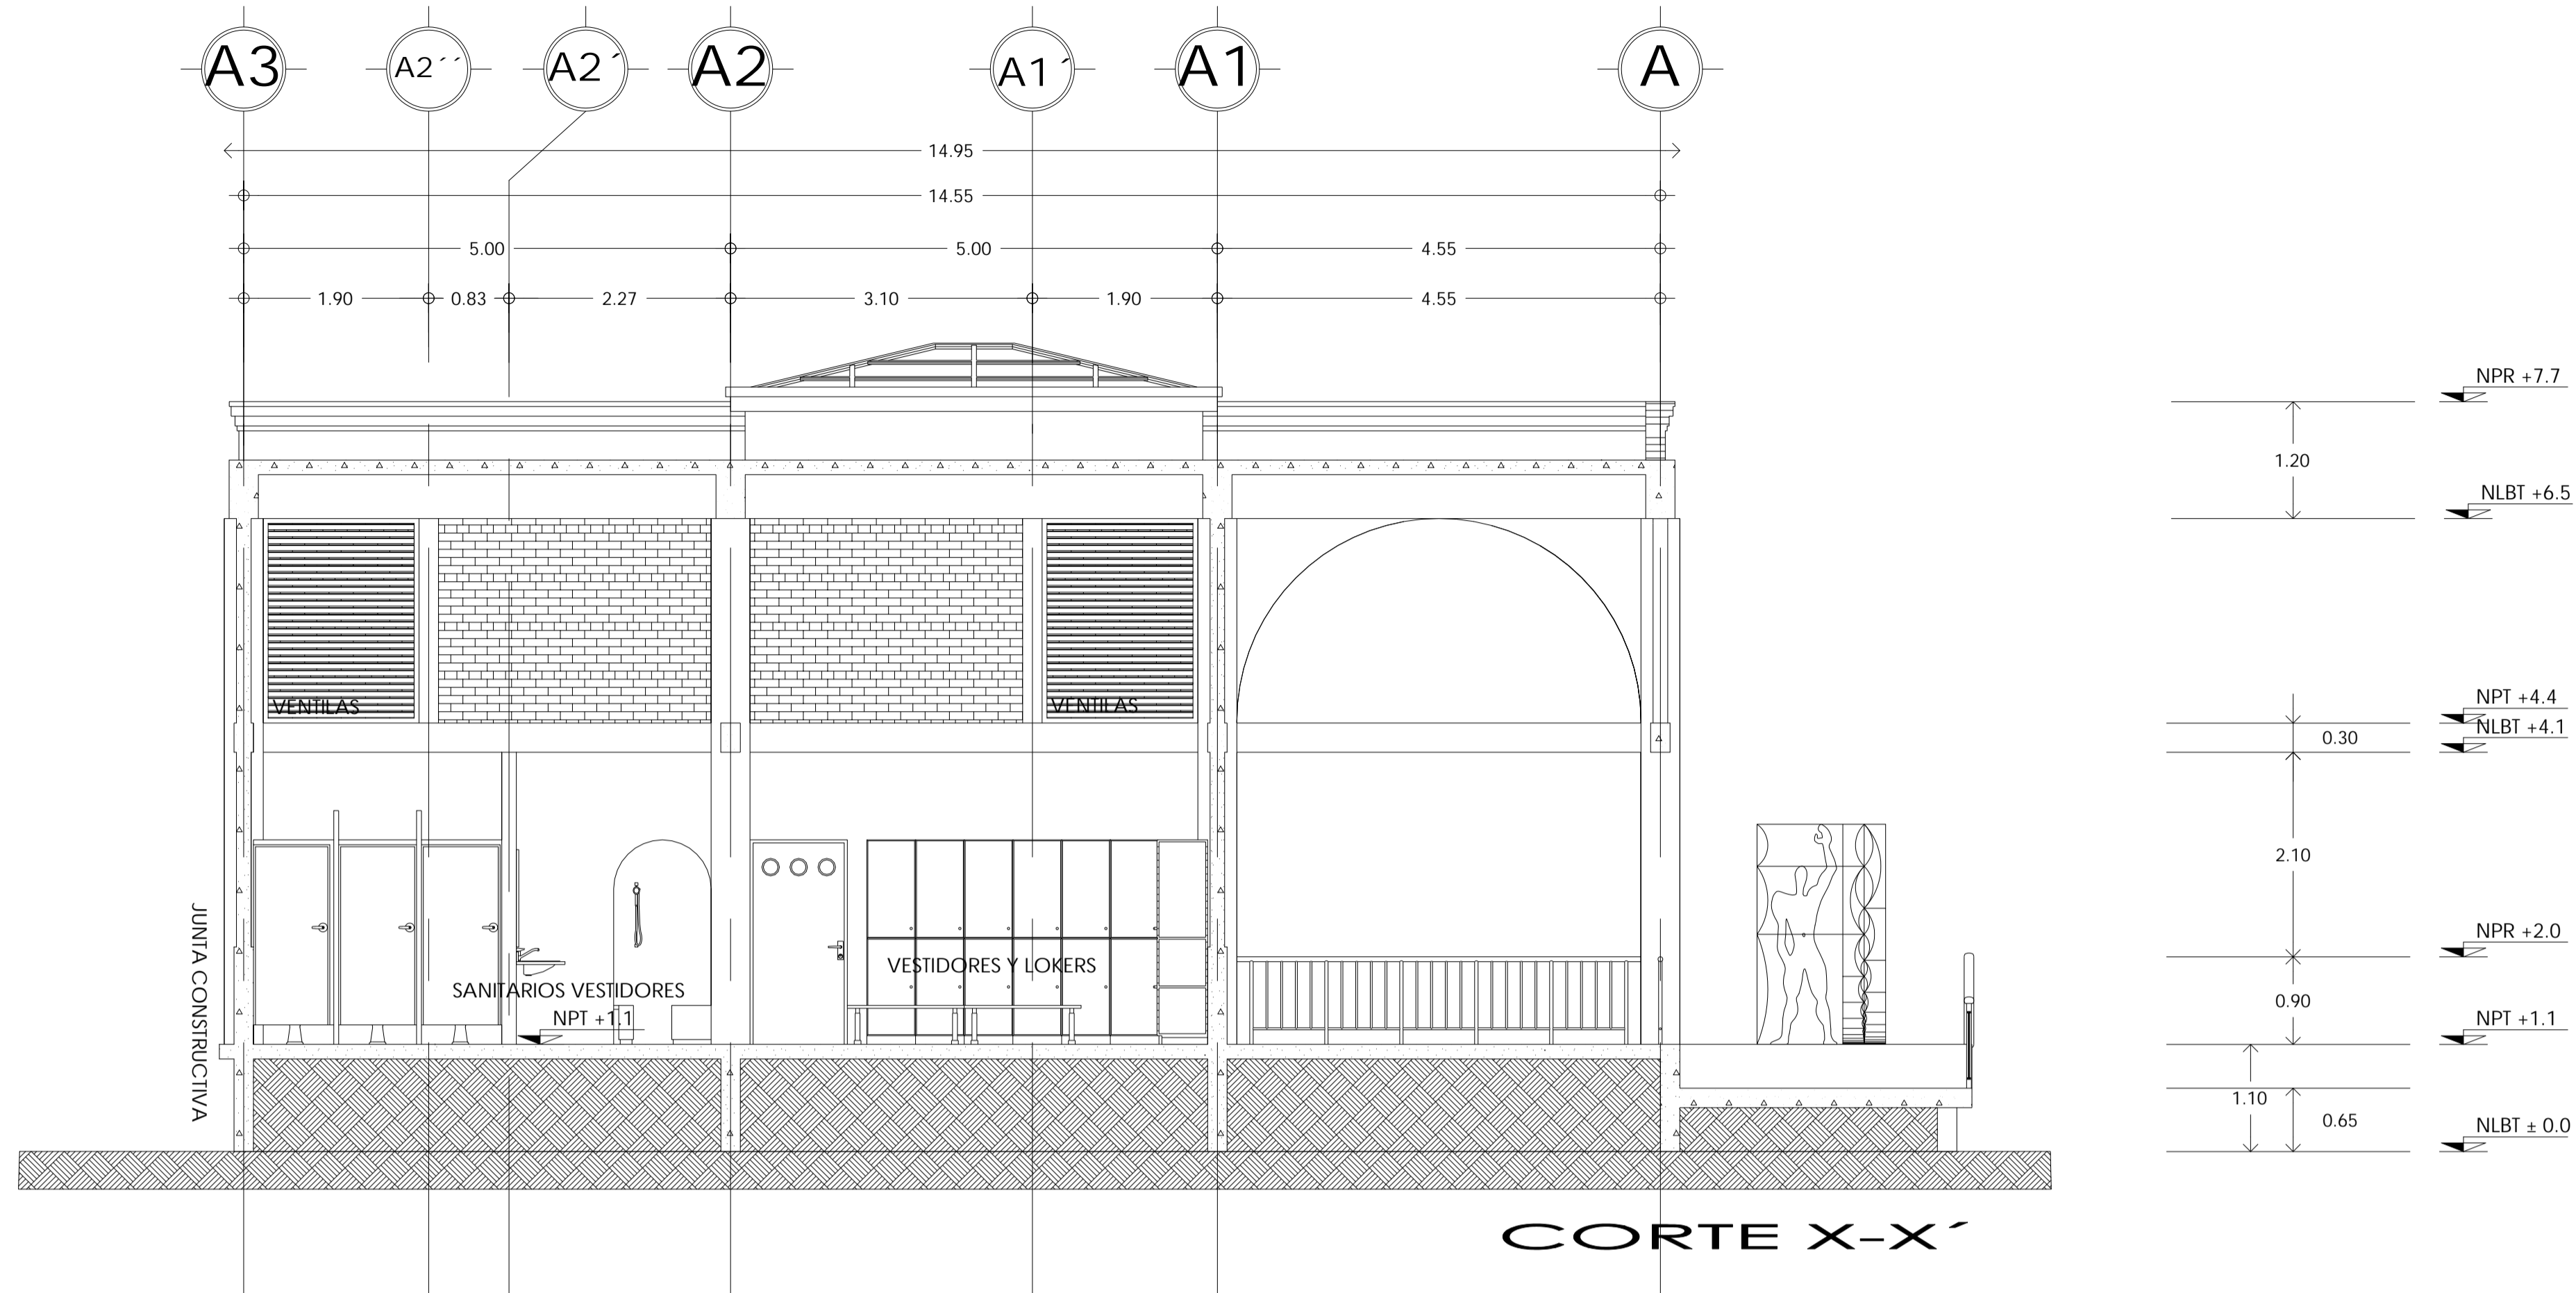 A3 A2´´ A2´ A2 A1´ A1 A
14.95
14.55
5.00 5.00 4.55
1.90 0.83 2.27 3.10 1.90 4.55
NPR +7.7
1.20
NLBT +6.5
VENTILAS VENTILAS
NPT +4.4
NLBT +4.1
0.30
2.10
JUNTA CONSTRUCTIVA
NPR +2.0
VESTIDORES Y LOKERS
SANITARIOS VESTIDORES
0.90
NPT +1.1
NPT +1.1
1.10
0.65
NLBT ± 0.0
CORTE X-X´